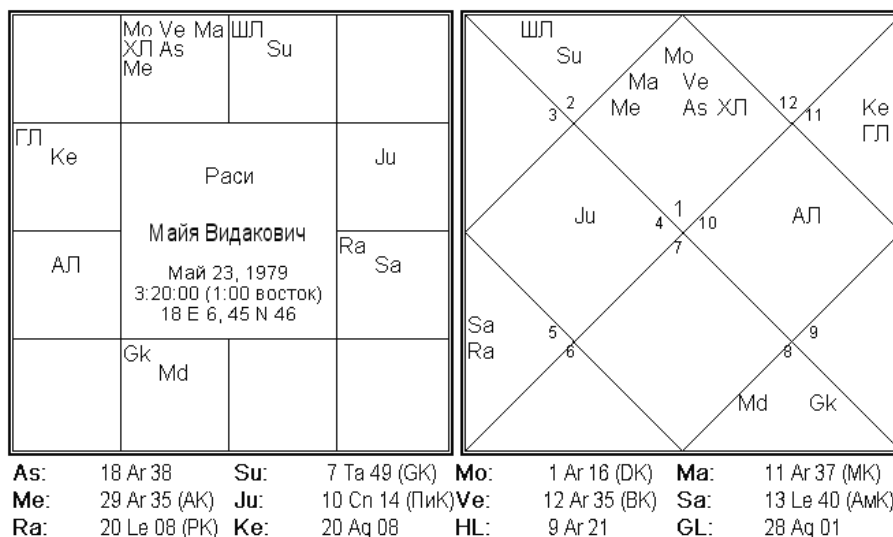 Mo Ve Ma
ХЛ As
Me
ШЛ
Su
ГЛ
Ke
Ju
АЛ
Ra
Sa
Gk
Md
Раси
Майя Видакович
Май 23, 1979
3:20:00 (1:00 восток)
18 E 6, 45 N 46
ШЛ
Su
Mo
Ma Ve
Me As ХЛ
3 2
12 11
Ke
ГЛ
Ju
1
4 10
7
АЛ
Sa
Ra
5
6
9
8
Md Gk
As: 18 Ar 38 Su: 7 Ta 49 (GK) Mo: 1 Ar 16 (DK) Ma: 11 Ar 37 (MK)
Me: 29 Ar 35 (AK) Ju: 10 Cn 14 (ПиК) Ve: 12 Ar 35 (BK) Sa: 13 Le 40 (АмК)
Ra: 20 Le 08 (PK) Ke: 20 Aq 08 HL: 9 Ar 21 GL: 28 Aq 01